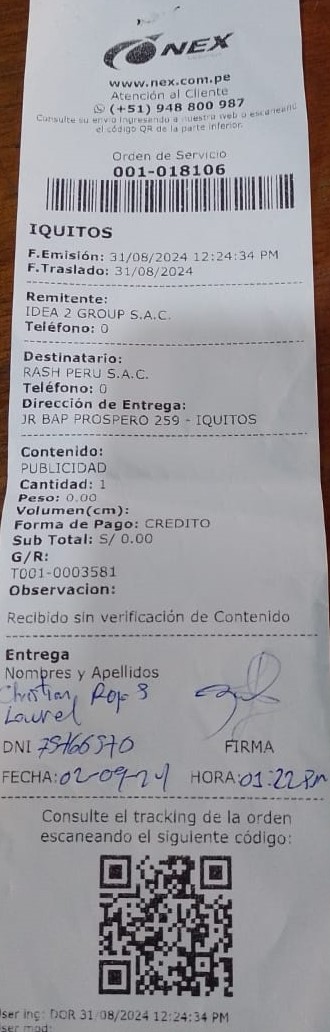 NEX
www.nex.com.pe
Atención al Cliente
(+51) 948 800 987
Consulte su envío ingresando a nuestra web o escaneand
el código QR de la parte inferior.
Orden de Servicio
001-018106
IQUITOS
F.Emisión: 31/08/2024 12:24:34 PM
F.Traslado: 31/08/2024
Remitente:
IDEA 2 GROUP S.A.C.
Teléfono: 0
Destinatario:
RASH PERU S.A.C.
Teléfono: 0
Dirección de Entrega:
JR BAP PROSPERO 259 - IQUITOS
Contenido:
PUBLICIDAD
Cantidad: 1
Peso: 0.00
Volumen(cm):
Forma de Pago: CREDITO
Sub Total: S/ 0.00
G/R:
T001-0003581
Observacion:
Recibido sin verificación de Contenido
Entrega
Nombres y Apellidos
Christian
Laurel
DNI
FIRMA
FECHA: 02-09-24 HORA: 01:22 Pm
Consulte el tracking de la orden
escaneando el siguiente código:
ser ing: DOR 31/08/2024 12:24:34 PM
ser mod: